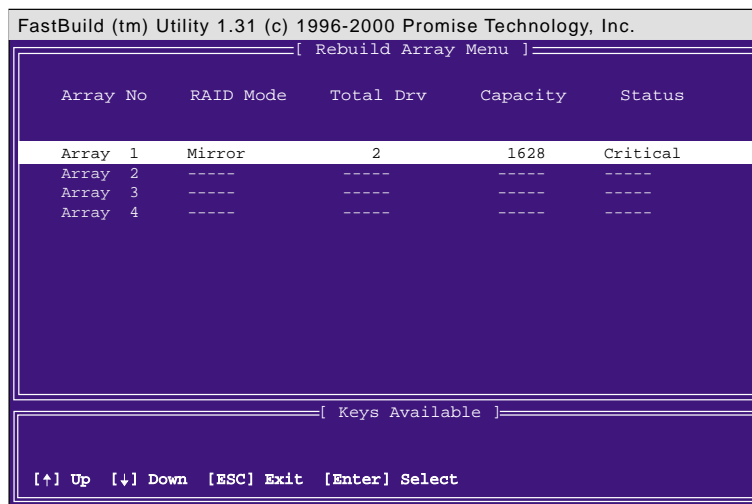 FastBuild (tm) Utility 1.31 (c) 1996-2000 Promise Technology, Inc.
[ Rebuild Array Menu ]
Array No RAID Mode Total Drv Capacity Status
Array 1 Mirror 2 1628 Critical
Array 2 ----- ----- ----- -----
Array 3 ----- ----- ----- -----
Array 4 ----- ----- ----- -----
[ Keys Available ]
[↑] Up [↓] Down [ESC] Exit [Enter] Select